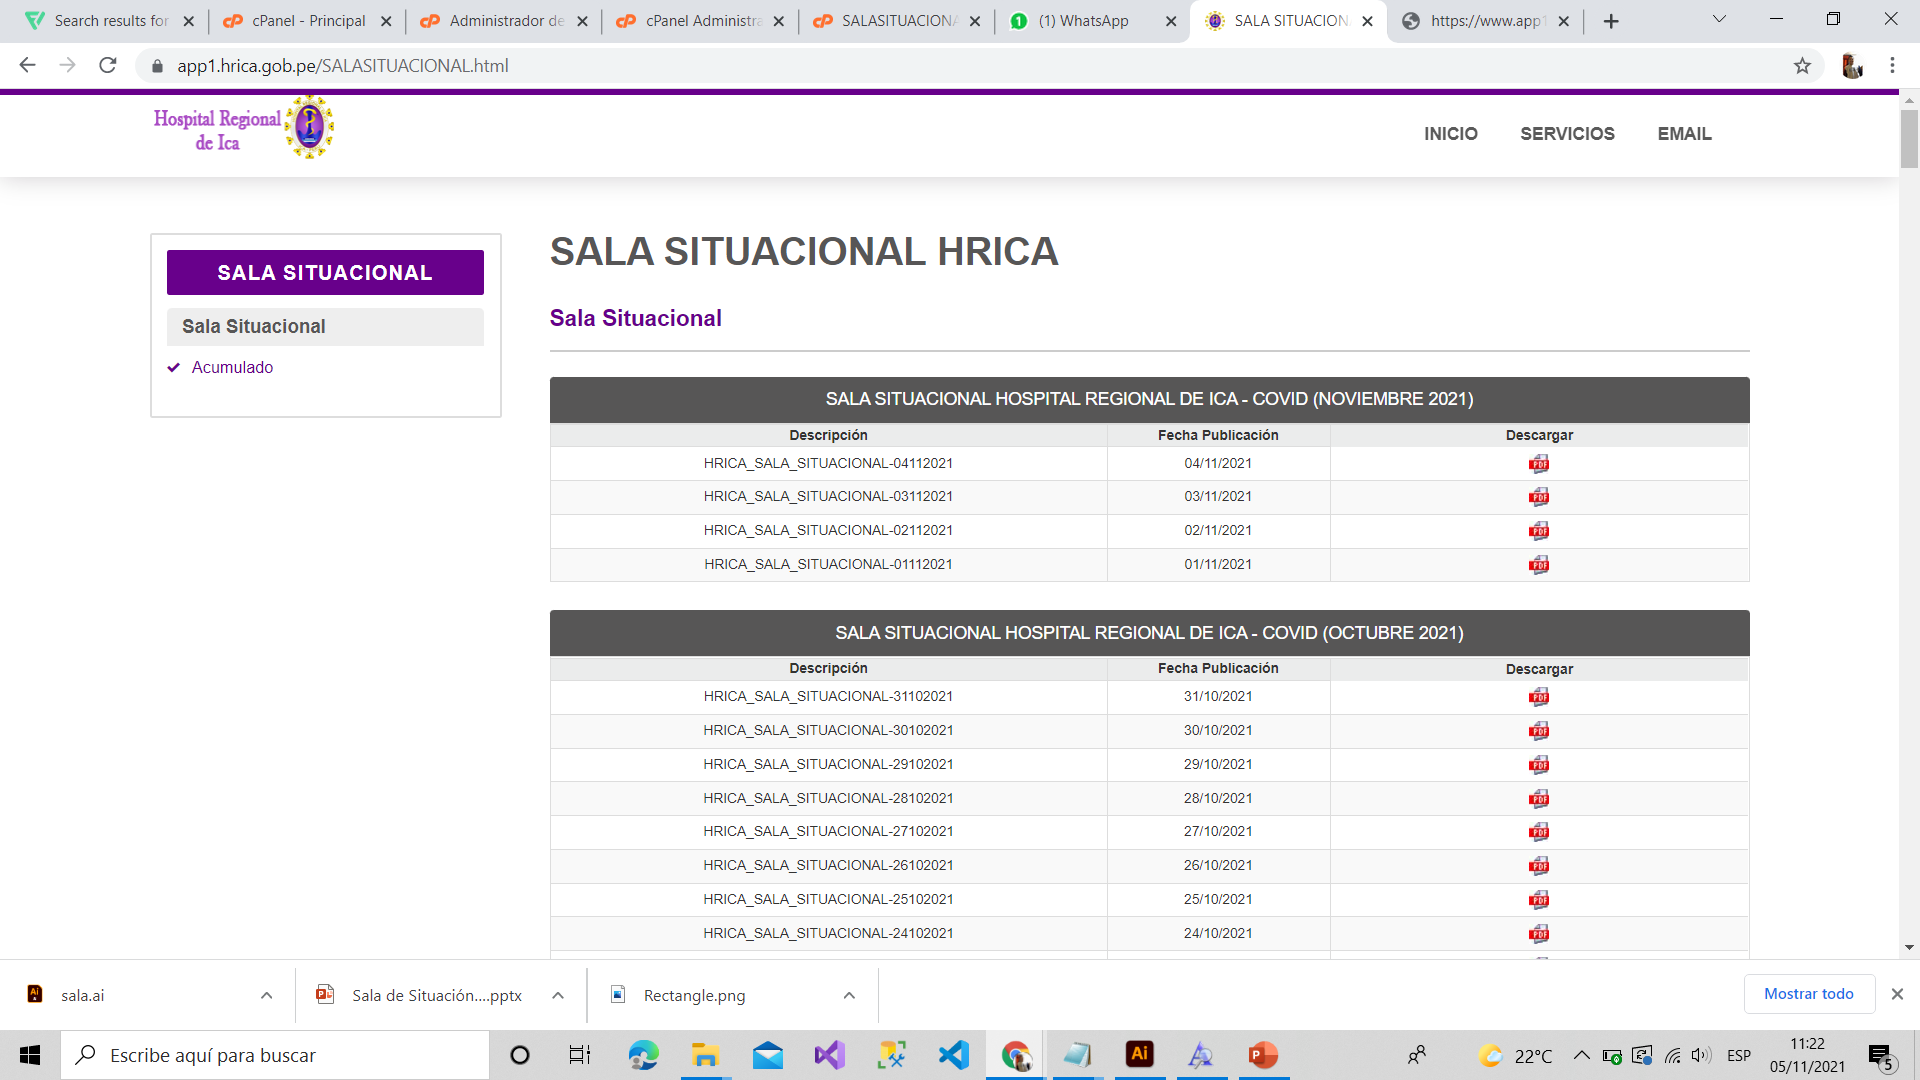 Search results for
cPanel - Principal
Administrador de
cPanel Administra
SALASITUACIONA
(1) WhatsApp
SALA SITUACION
https://www.app1
app1.hrica.gob.pe/SALASITUACIONAL.html
Hospital Regional
de Ica
INICIO
SERVICIOS
EMAIL
SALA SITUACIONAL
Sala Situacional
Acumulado
SALA SITUACIONAL HRICA
Sala Situacional
SALA SITUACIONAL HOSPITAL REGIONAL DE ICA - COVID (NOVIEMBRE 2021)
Descripción Fecha Publicación Descargar
HRICA_SALA_SITUACIONAL-04112021 04/11/2021 PDF
HRICA_SALA_SITUACIONAL-03112021 03/11/2021 PDF
HRICA_SALA_SITUACIONAL-02112021 02/11/2021 PDF
HRICA_SALA_SITUACIONAL-01112021 01/11/2021 PDF
SALA SITUACIONAL HOSPITAL REGIONAL DE ICA - COVID (OCTUBRE 2021)
Descripción Fecha Publicación Descargar
HRICA_SALA_SITUACIONAL-31102021 31/10/2021 PDF
HRICA_SALA_SITUACIONAL-30102021 30/10/2021 PDF
HRICA_SALA_SITUACIONAL-29102021 29/10/2021 PDF
HRICA_SALA_SITUACIONAL-28102021 28/10/2021 PDF
HRICA_SALA_SITUACIONAL-27102021 27/10/2021 PDF
HRICA_SALA_SITUACIONAL-26102021 26/10/2021 PDF
HRICA_SALA_SITUACIONAL-25102021 25/10/2021 PDF
HRICA_SALA_SITUACIONAL-24102021 24/10/2021 PDF
sala.ai
Sala de Situación....pptx
Rectangle.png
Mostrar todo
Escribe aquí para buscar
Ai
22°C
ESP
11:22
05/11/2021
5